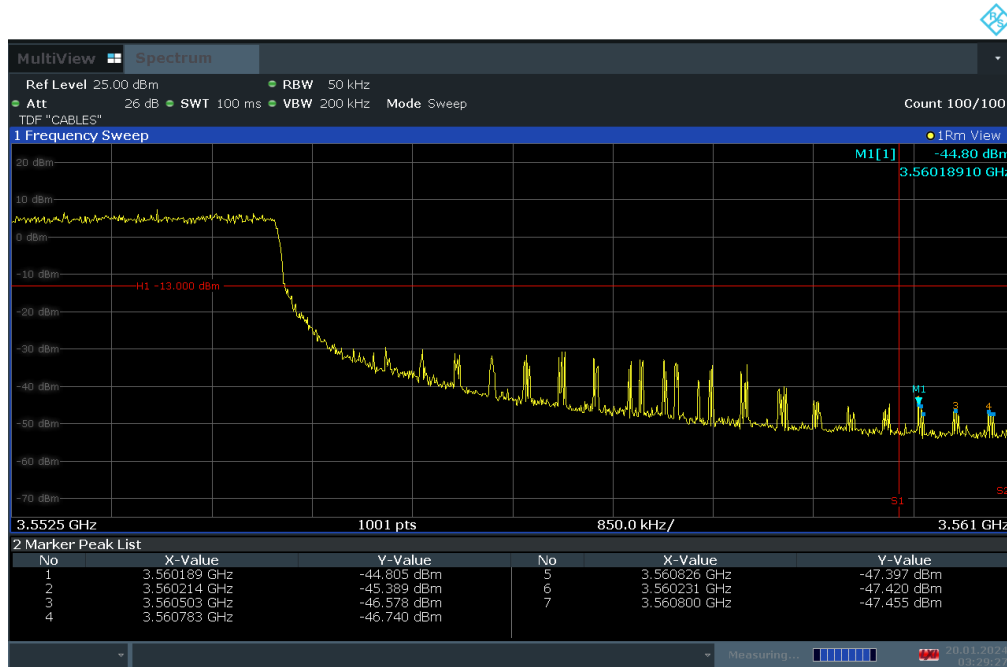 R&S
MultiView Spectrum
Ref Level 25.00 dBm RBW 50 kHz
Att 26 dB SWT 100 ms VBW 200 kHz Mode Sweep Count 100/100
TDF "CABLES"
1 Frequency Sweep 1Rm View
M1[1] -44.80 dBm
3.56018910 GHz
20 dBm
10 dBm
0 dBm
-10 dBm
H1 -13.000 dBm
-20 dBm
-30 dBm
-40 dBm
M1
3 4
-50 dBm
-60 dBm
-70 dBm
S1 S2
3.5525 GHz 1001 pts 850.0 kHz/ 3.561 GHz
2 Marker Peak List
No X-Value Y-Value No X-Value Y-Value
1 3.560189 GHz -44.805 dBm 5 3.560826 GHz -47.397 dBm
2 3.560214 GHz -45.389 dBm 6 3.560231 GHz -47.420 dBm
3 3.560503 GHz -46.578 dBm 7 3.560800 GHz -47.455 dBm
4 3.560783 GHz -46.740 dBm
Measuring... 20.01.2024
03:29:25